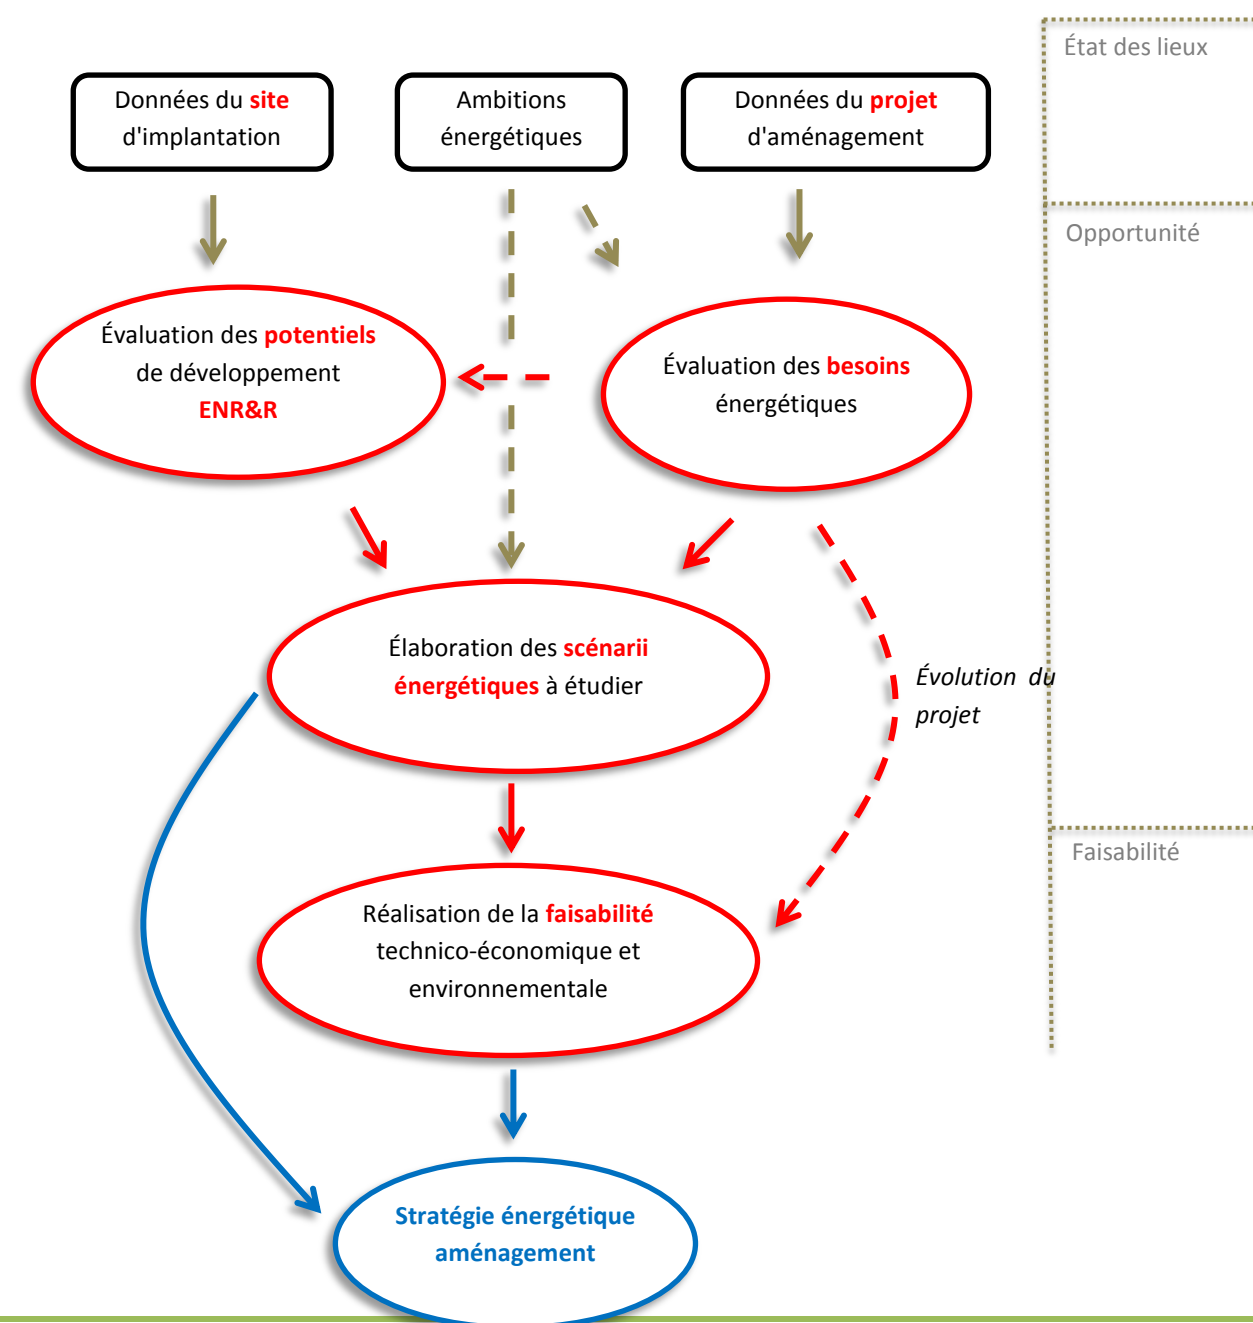 État des lieux
Données du site
d'implantation
Ambitions
énergétiques
Données du projet
d'aménagement
Opportunité
Évaluation des potentiels
de développement
ENR&R
Évaluation des besoins
énergétiques
Élaboration des scénarii
énergétiques à étudier
Évolution du
projet
Faisabilité
Réalisation de la faisabilité
technico-économique et
environnementale
Stratégie énergétique
aménagement